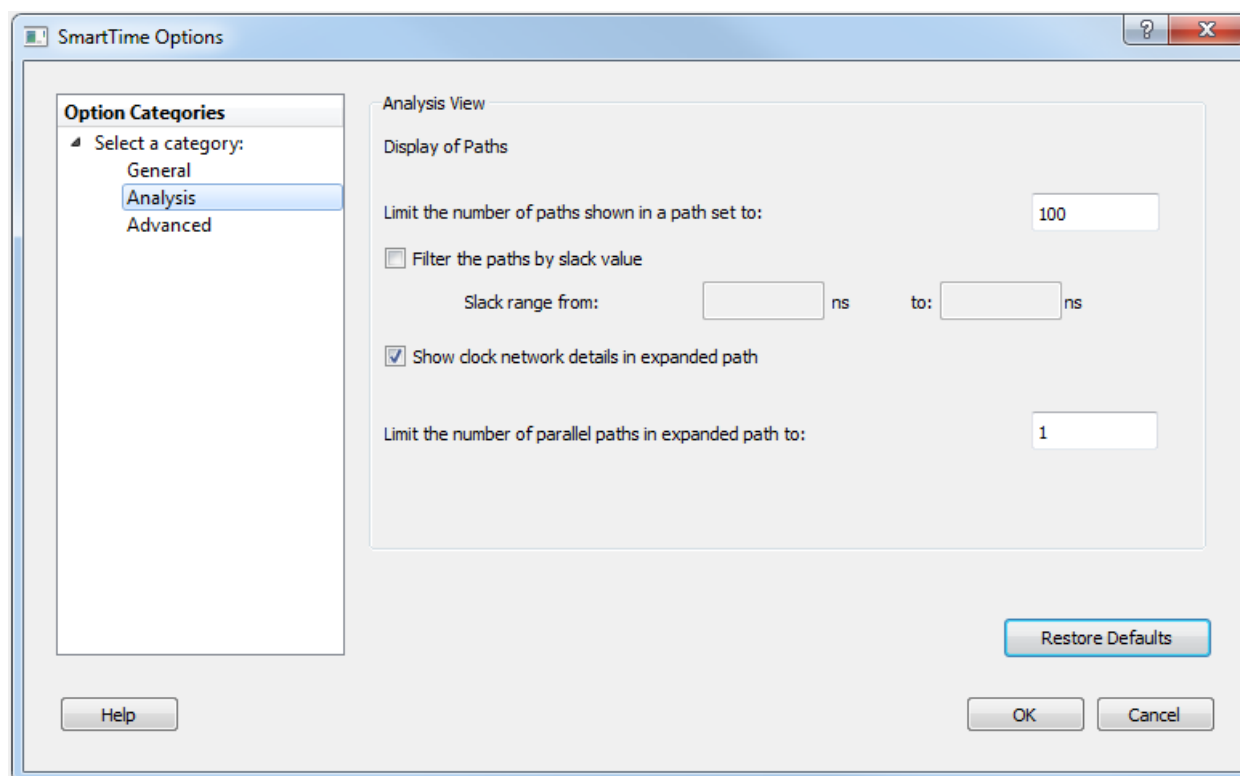 SmartTime Options
Option Categories
Select a category:
General
Analysis
Advanced
Analysis View
Display of Paths
Limit the number of paths shown in a path set to: 100
Filter the paths by slack value
Slack range from: ns to: ns
Show clock network details in expanded path
Limit the number of parallel paths in expanded path to: 1
Restore Defaults
Help OK Cancel